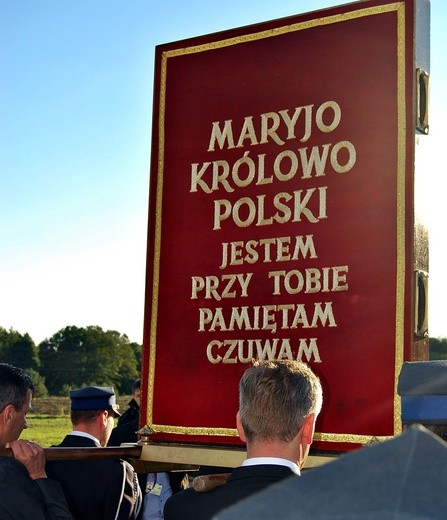 MARYJO
KRÓLOWO
POLSKI
JESTEM
PRZY TOBIE
PAMIĘTAM
CZUWAM